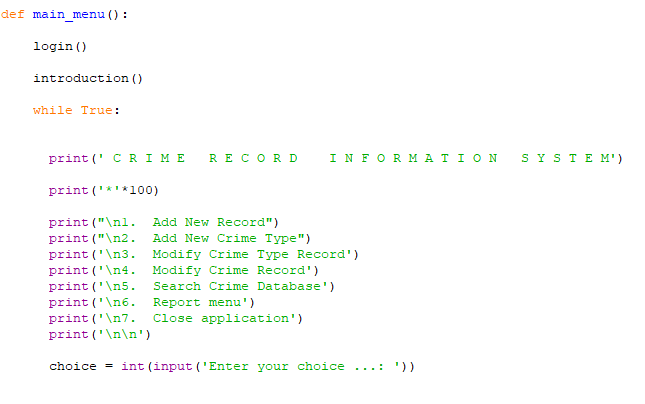 def main_menu():
    login()
    introduction()
    while True:
      print(' C R I M E   R E C O R D    I N F O R M A T I O N   S Y S T E M')
      print('*'*100)
      print("\n1.  Add New Record")
      print("\n2.  Add New Crime Type")
      print('\n3.  Modify Crime Type Record')
      print('\n4.  Modify Crime Record')
      print('\n5.  Search Crime Database')
      print('\n6.  Report menu')
      print('\n7.  Close application')
      print('\n\n')
      choice = int(input('Enter your choice ...: '))